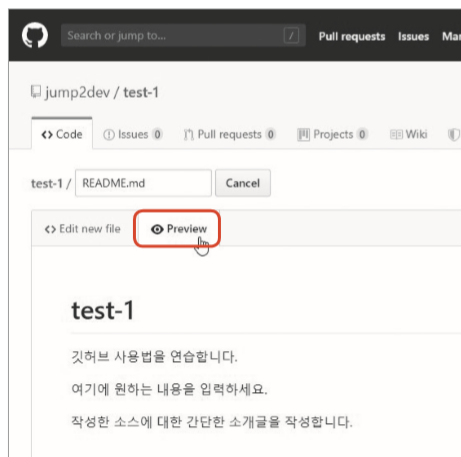 Search or jump to... / Pull requests Issues Mar
jump2dev / test-1
<> Code Issues 0 Pull requests 0 Projects 0 Wiki
test-1 / README.md Cancel
<> Edit new file Preview
test-1
깃허브 사용법을 연습합니다.
여기에 원하는 내용을 입력하세요.
작성한 소스에 대한 간단한 소개글을 작성합니다.